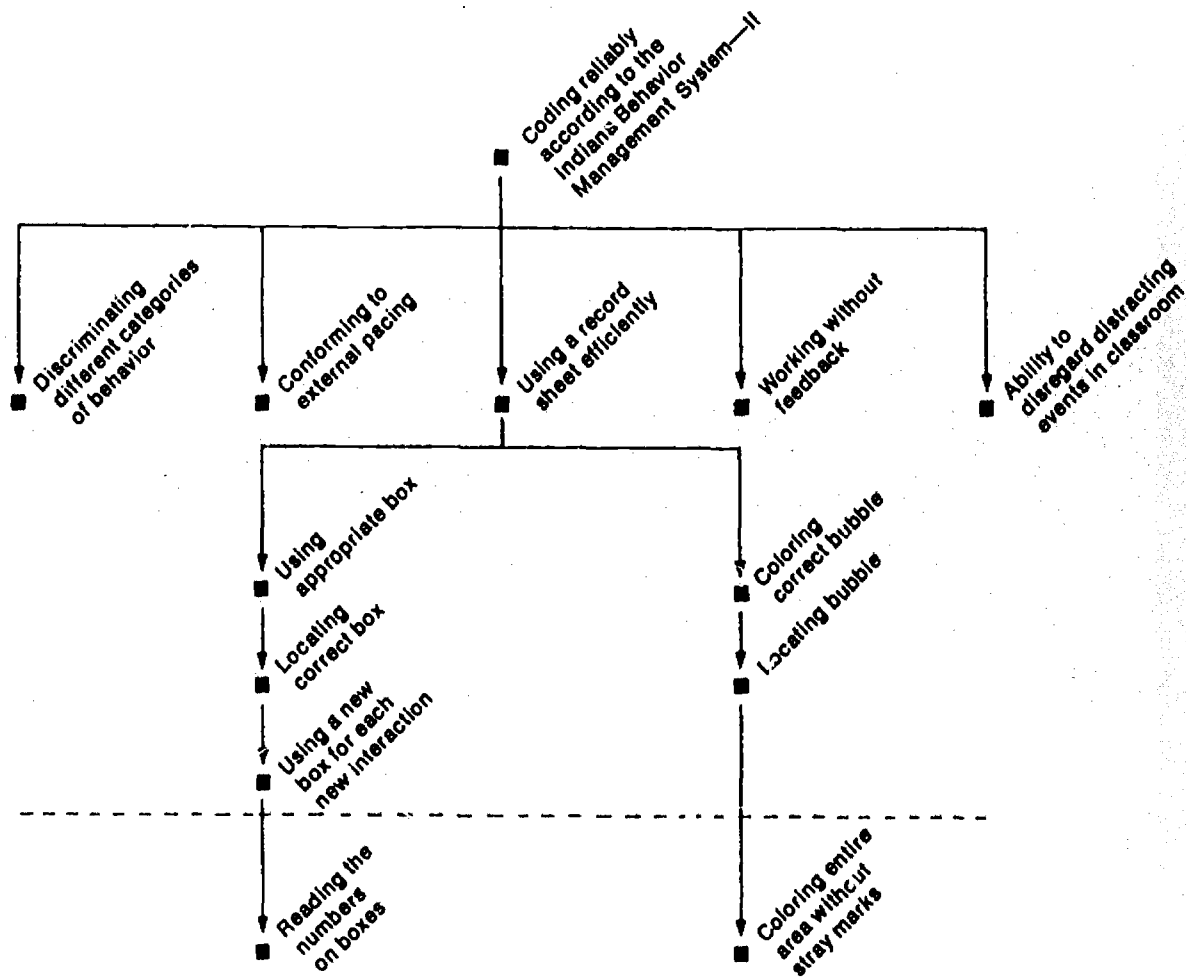 Coding reliably
according to the
Indians Behavior
Management System—II
Discriminating
different categories
of behavior
Conforming to
external pacing
Using a record
sheet efficiently
Working without
feedback
Ability to
disregard distracting
events in classroom
Using
appropriate box
Coloring
correct bubble
Locating
correct box
Locating bubble
Using a new
box for each
new interaction
Reading the
numbers
on boxes
Coloring entire
area without
stray marks